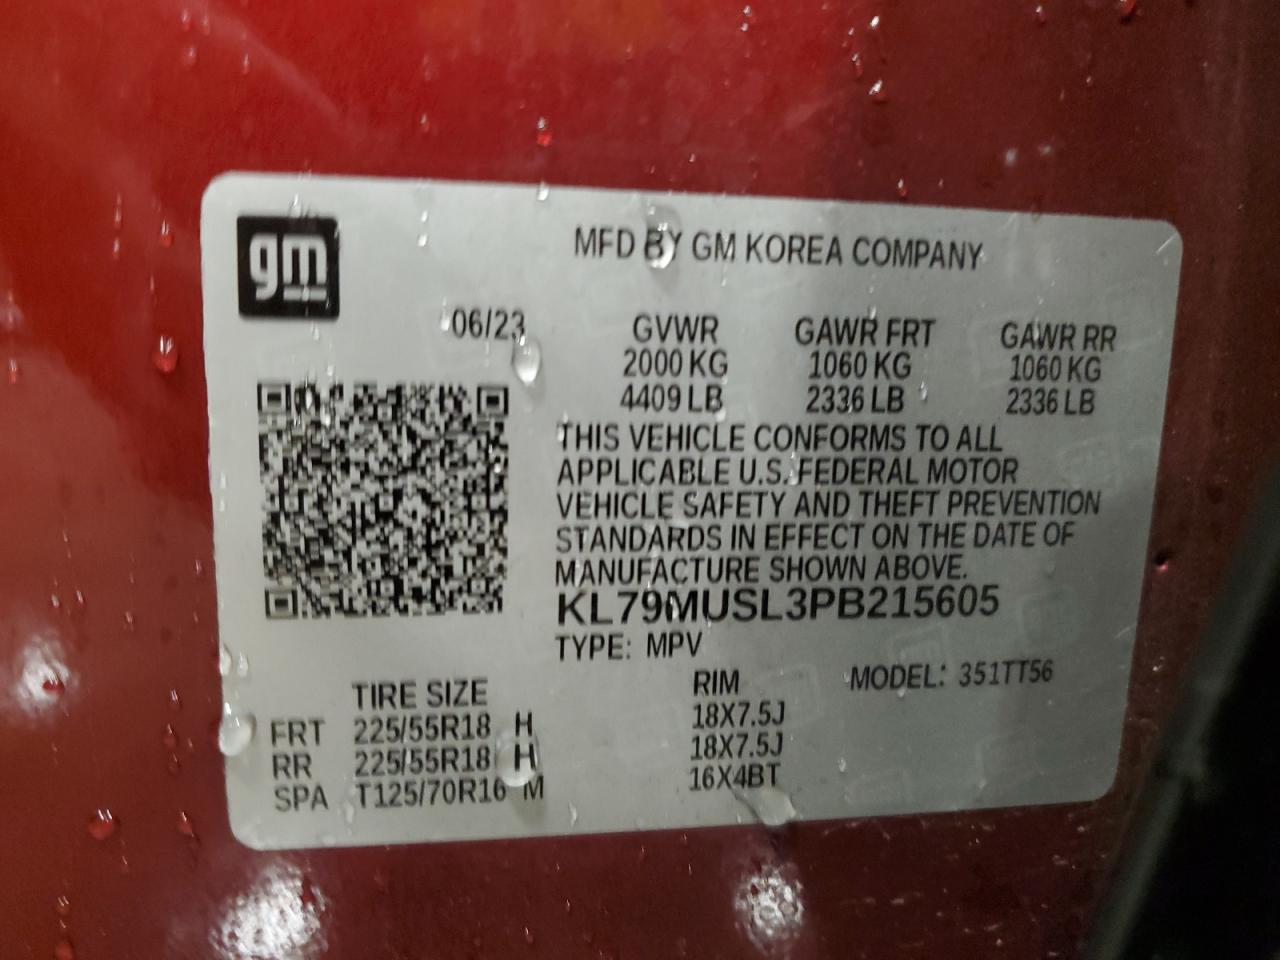 gm
MFD BY GM KOREA COMPANY
06/23 GVWR GAWR FRT GAWR RR
2000 KG 1060 KG 1060 KG
4409 LB 2336 LB 2336 LB
THIS VEHICLE CONFORMS TO ALL
APPLICABLE U.S. FEDERAL MOTOR
VEHICLE SAFETY AND THEFT PREVENTION
STANDARDS IN EFFECT ON THE DATE OF
MANUFACTURE SHOWN ABOVE.
KL79MUSL3PB215605
TYPE: MPV
MODEL: 351TT56
TIRE SIZE RIM
FRT 225/55R18 H 18X7.5J
RR 225/55R18 H 18X7.5J
SPA T125/70R16 M 16X4BT